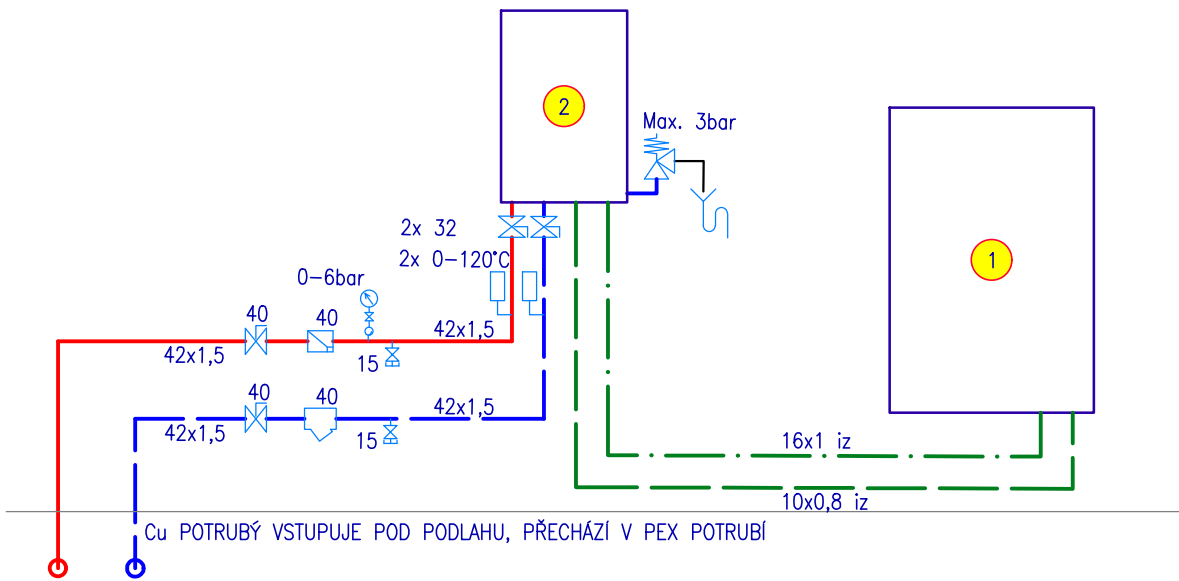 2
Max. 3bar
2x 32
2x 0-120°C
1
0-6bar
40
40
42x1,5
42x1,5
15
40
40
42x1,5
42x1,5
15
16x1 iz
10x0,8 iz
Cu POTRUBÝ VSTUPUJE POD PODLAHU, PŘECHÁZÍ V PEX POTRUBÍ